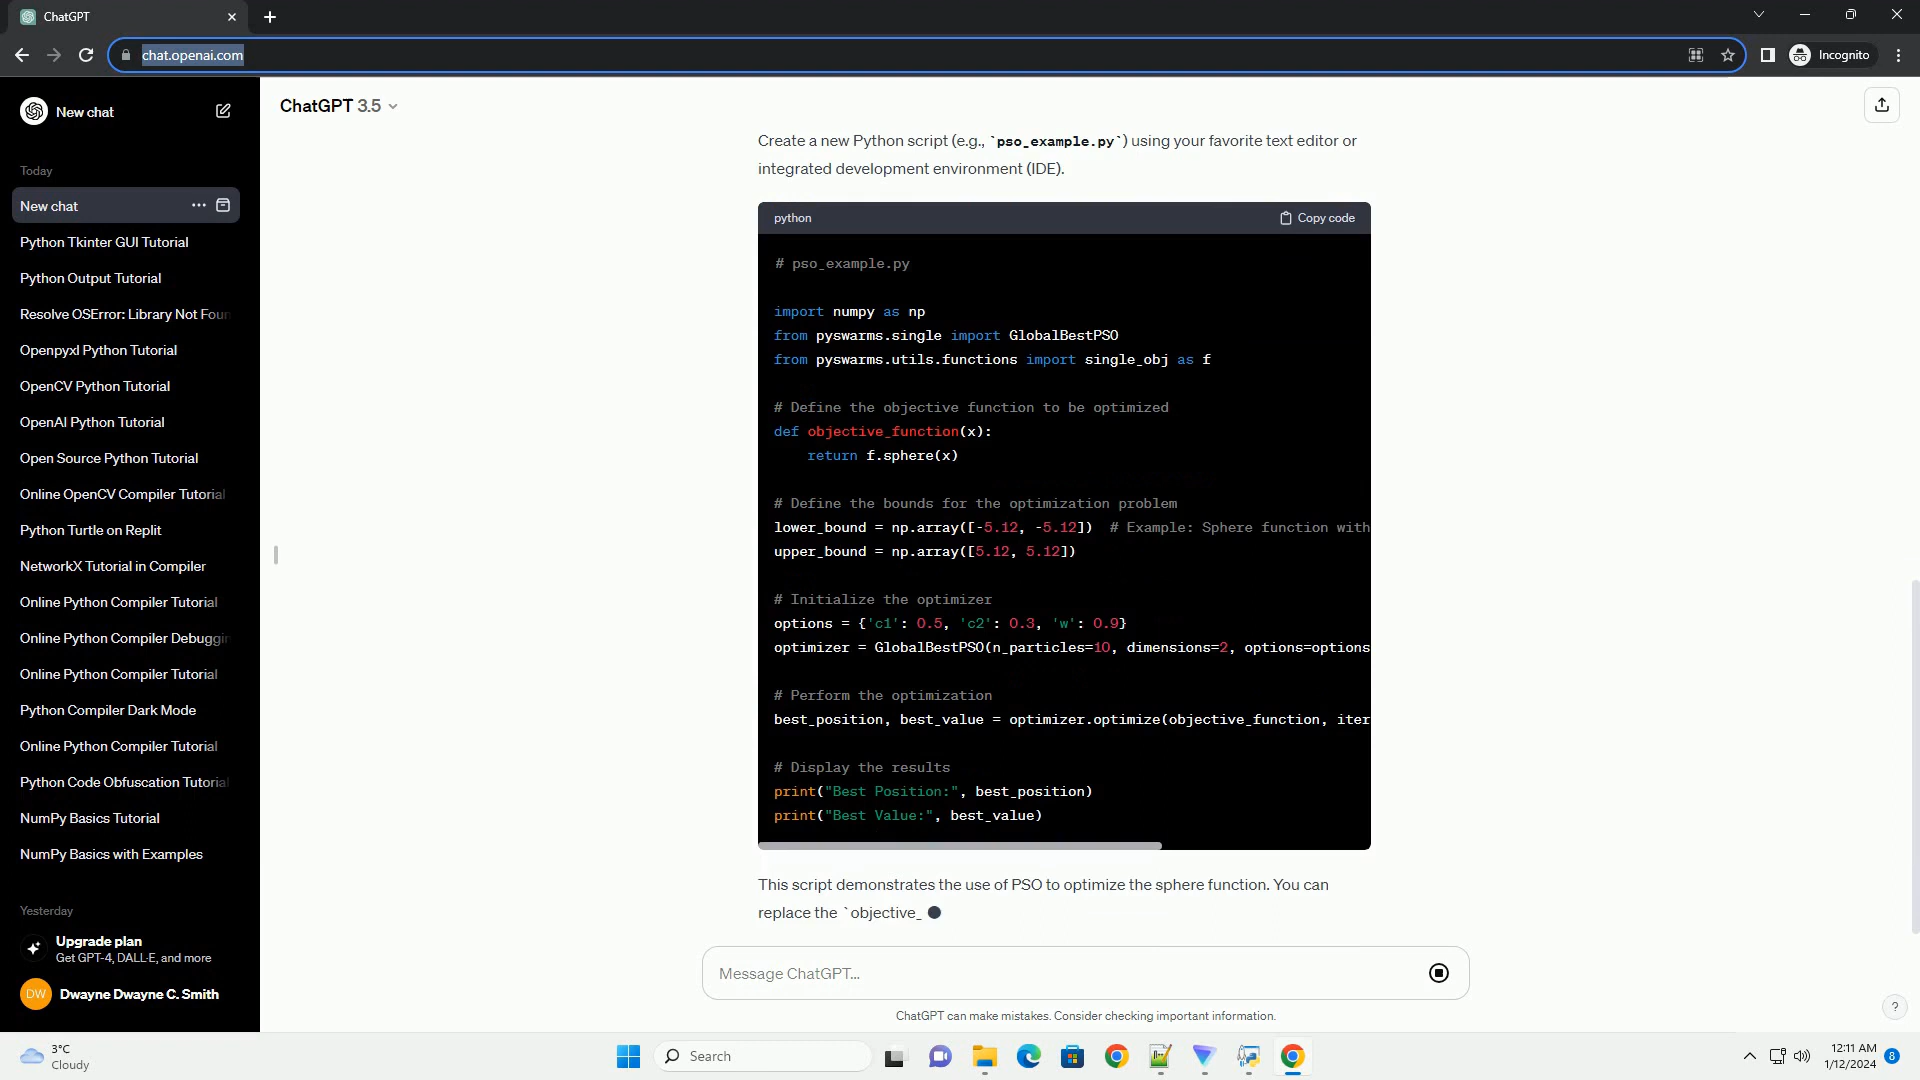 ChatGPT
chat.openai.com
Incognito
New chat
Today
New chat
Python Tkinter GUI Tutorial
Python Output Tutorial
Resolve OSError: Library Not Foun
Openpyxl Python Tutorial
OpenCV Python Tutorial
OpenAI Python Tutorial
Open Source Python Tutorial
Online OpenCV Compiler Tutorial
Python Turtle on Replit
NetworkX Tutorial in Compiler
Online Python Compiler Tutorial
Online Python Compiler Debuggin
Online Python Compiler Tutorial
Python Compiler Dark Mode
Online Python Compiler Tutorial
Python Code Obfuscation Tutorial
NumPy Basics Tutorial
NumPy Basics with Examples
Yesterday
Upgrade plan
Get GPT-4, DALL·E, and more
DW
Dwayne Dwayne C. Smith
ChatGPT 3.5
Create a new Python script (e.g., `pso_example.py`) using your favorite text editor or
integrated development environment (IDE).
python
Copy code
# pso_example.py
import numpy as np
from pyswarms.single import GlobalBestPSO
from pyswarms.utils.functions import single_obj as f
# Define the objective function to be optimized
def objective_function(x):
    return f.sphere(x)
# Define the bounds for the optimization problem
lower_bound = np.array([-5.12, -5.12])  # Example: Sphere function with
upper_bound = np.array([5.12, 5.12])
# Initialize the optimizer
options = {'c1': 0.5, 'c2': 0.3, 'w': 0.9}
optimizer = GlobalBestPSO(n_particles=10, dimensions=2, options=options
# Perform the optimization
best_position, best_value = optimizer.optimize(objective_function, iter
# Display the results
print("Best Position:", best_position)
print("Best Value:", best_value)
This script demonstrates the use of PSO to optimize the sphere function. You can
replace the `objective_
Message ChatGPT...
ChatGPT can make mistakes. Consider checking important information.
?
3°C
Cloudy
Search
12:11 AM
1/12/2024
8